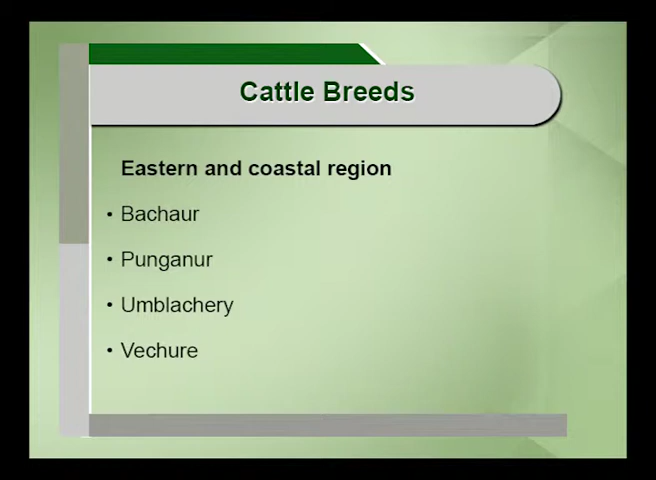 Cattle Breeds
Eastern and coastal region
• Bachaur
• Punganur
• Umblachery
• Vechure